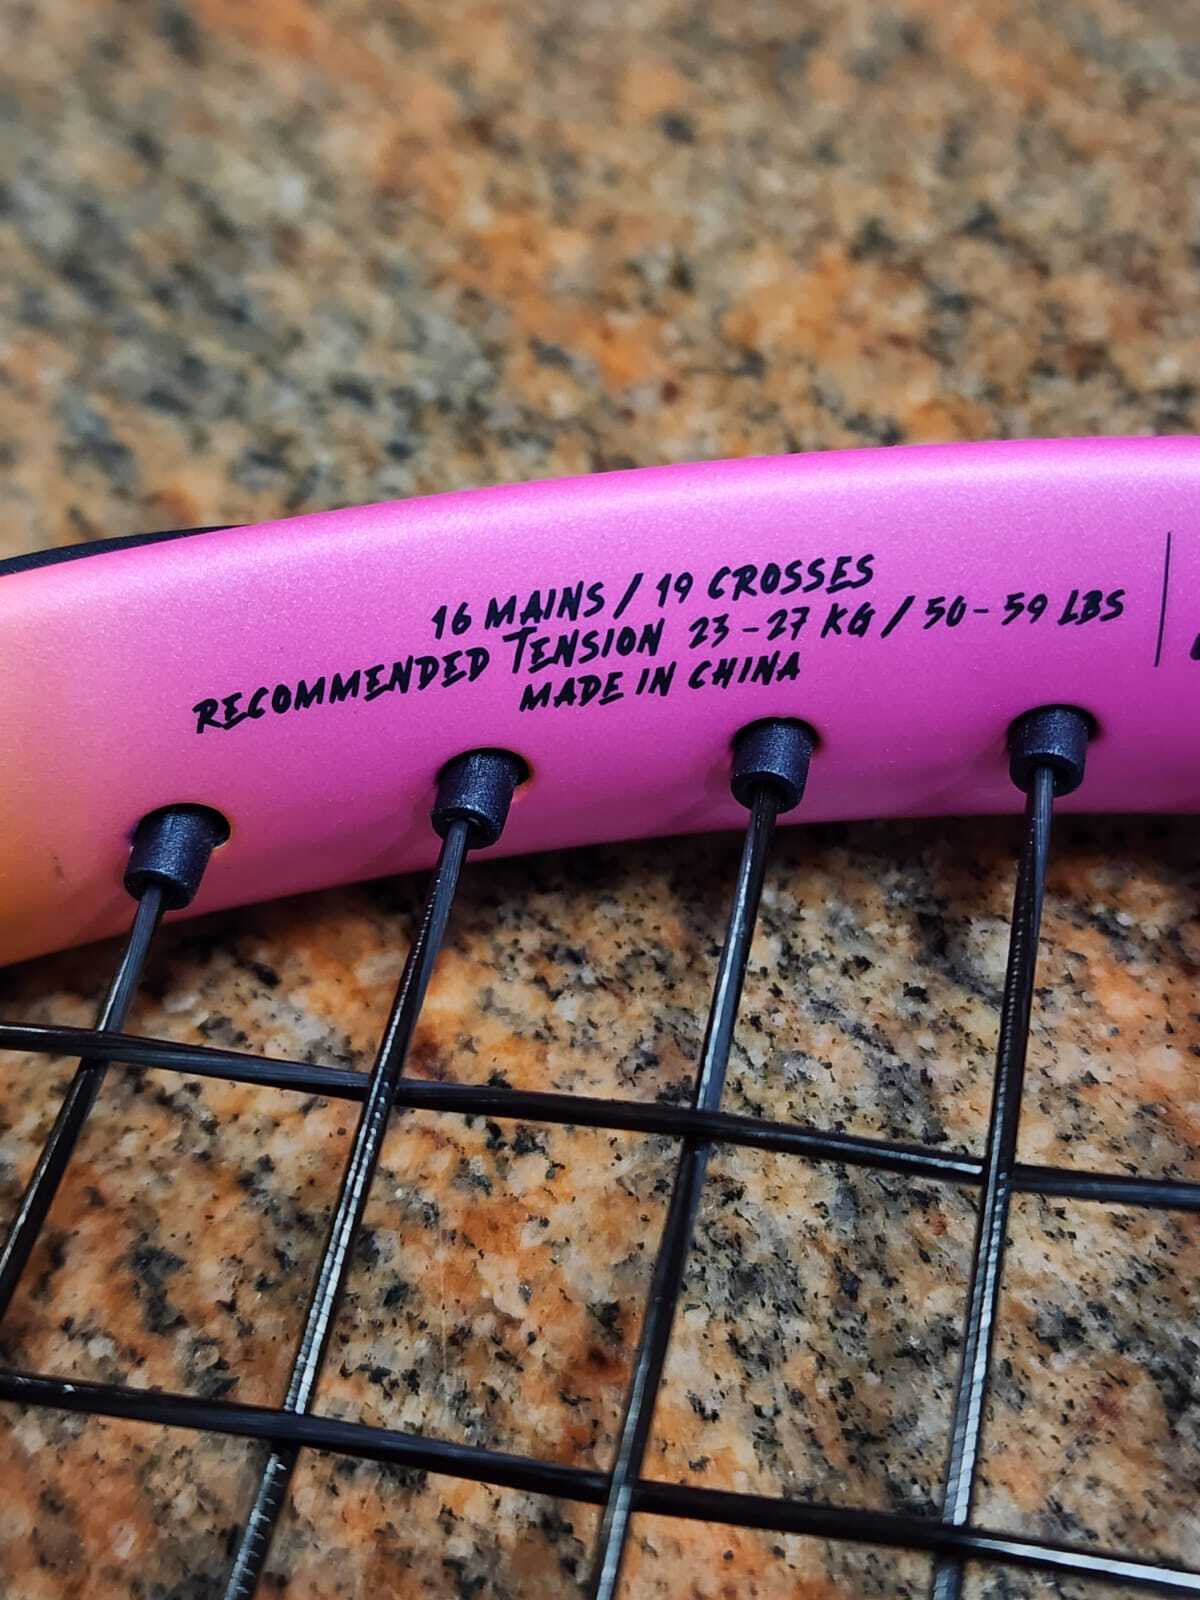 16 MAINS / 19 CROSSES
RECOMMENDED TENSION 23-27 KG / 50-59 LBS
MADE IN CHINA